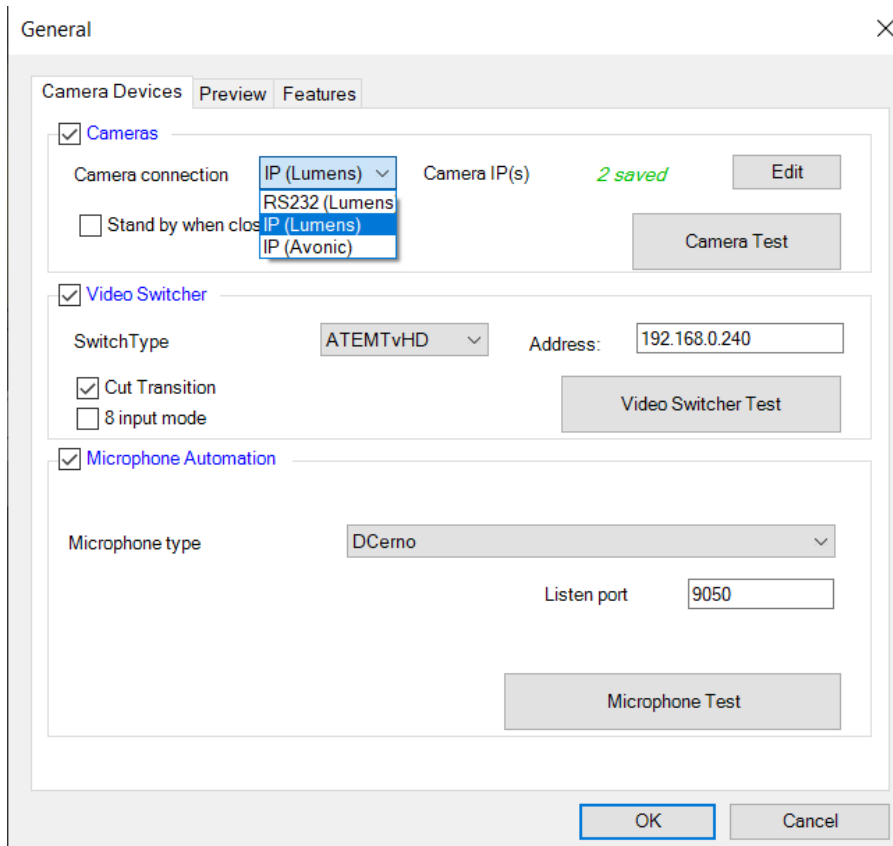 General
Camera Devices Preview Features
Cameras
Camera connection IP (Lumens) Camera IP(s) 2 saved Edit
RS232 (Lumens
Stand by when clos IP (Lumens)
IP (Avonic)
Camera Test
Video Switcher
SwitchType ATEMTvHD Address: 192.168.0.240
Cut Transition
8 input mode
Video Switcher Test
Microphone Automation
Microphone type DCerno
Listen port 9050
Microphone Test
OK Cancel